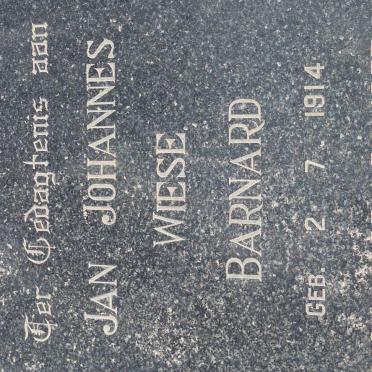 Ter Gedagtenis aan
JAN JOHANNES
WIESE
BARNARD
GEB. 2 7 1914